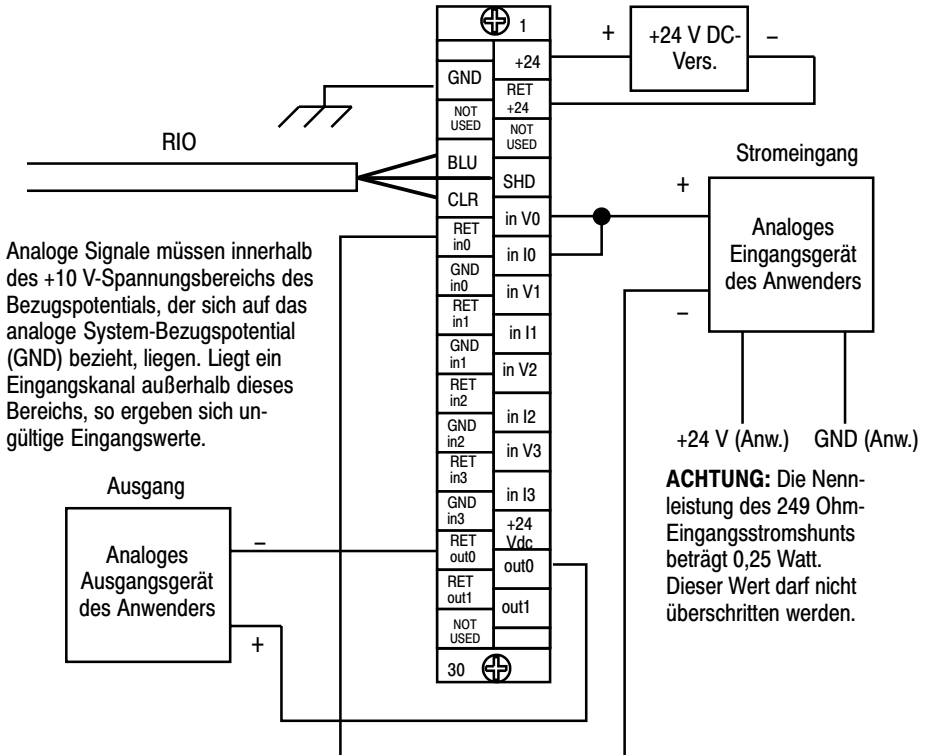 1
+
+24 V DC-
Vers.
–
+24
GND
RET
+24
NOT
USED
NOT
USED
RIO
BLU
SHD
CLR
Stromeingang
+
in V0
RET
in0
in I0
Analoges
Eingangsgerät
des Anwenders
–
Analoge Signale müssen innerhalb
des +10 V-Spannungsbereichs des
Bezugspotentials, der sich auf das
analoge System-Bezugspotential
(GND) bezieht, liegen. Liegt ein
Eingangskanal außerhalb dieses
Bereichs, so ergeben sich un-
gültige Eingangswerte.
GND
in0
in V1
RET
in1
in I1
GND
in1
in V2
RET
in2
in I2
GND
in2
in V3
RET
in3
in I3
GND
in3
+24
Vdc
RET
out0
out0
RET
out1
out1
NOT
USED
30
+24 V (Anw.)
GND (Anw.)
ACHTUNG: Die Nenn-
leistung des 249 Ohm-
Eingangsstromshunts
beträgt 0,25 Watt.
Dieser Wert darf nicht
überschritten werden.
Ausgang
–
Analoges
Ausgangsgerät
des Anwenders
+